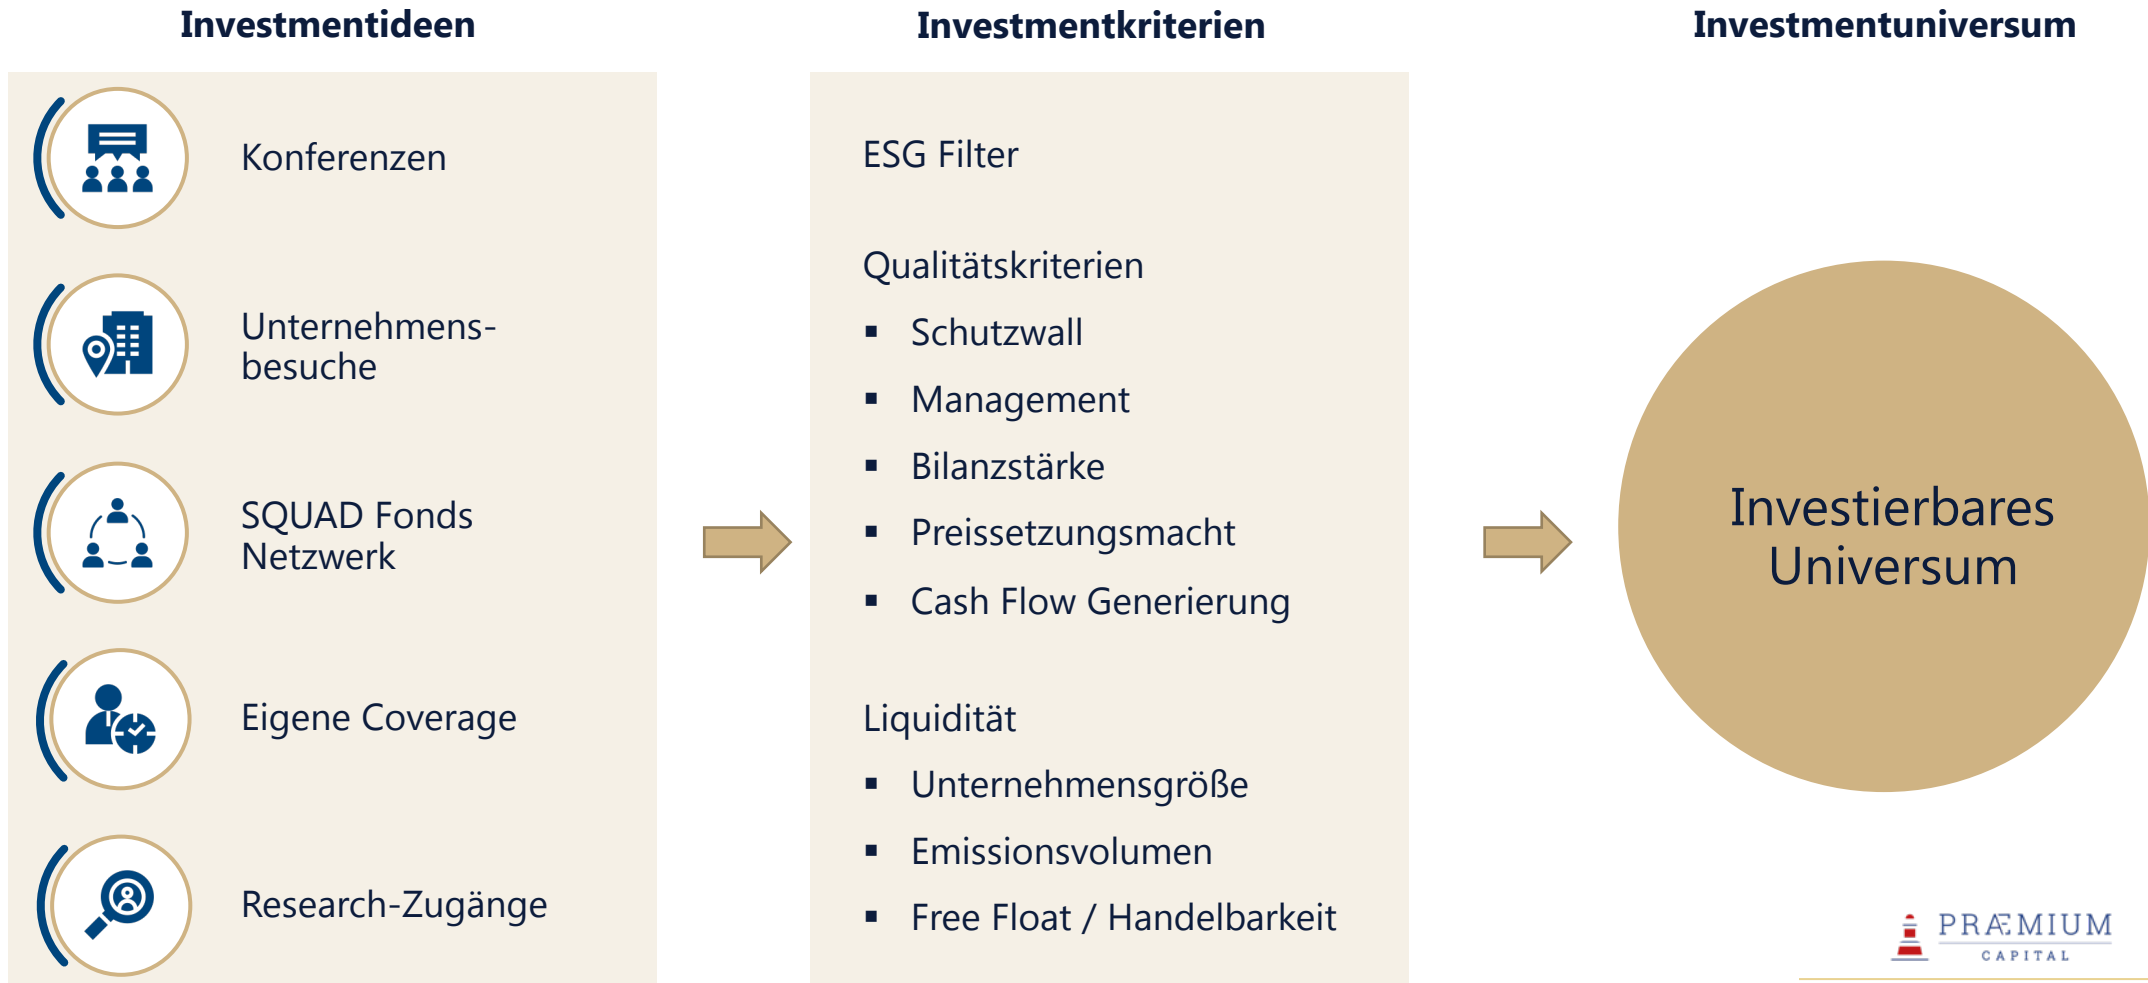 Investmentideen
Konferenzen
Unternehmens-
besuche
SQUAD Fonds
Netzwerk
Eigene Coverage
Research-Zugänge
Investmentkriterien
ESG Filter
Qualitätskriterien
▪ Schutzwall
▪ Management
▪ Bilanzstärke
▪ Preissetzungsmacht
▪ Cash Flow Generierung
Liquidität
▪ Unternehmensgröße
▪ Emissionsvolumen
▪ Free Float / Handelbarkeit
Investmentuniversum
Investierbares
Universum
PRÆMIUM
CAPITAL